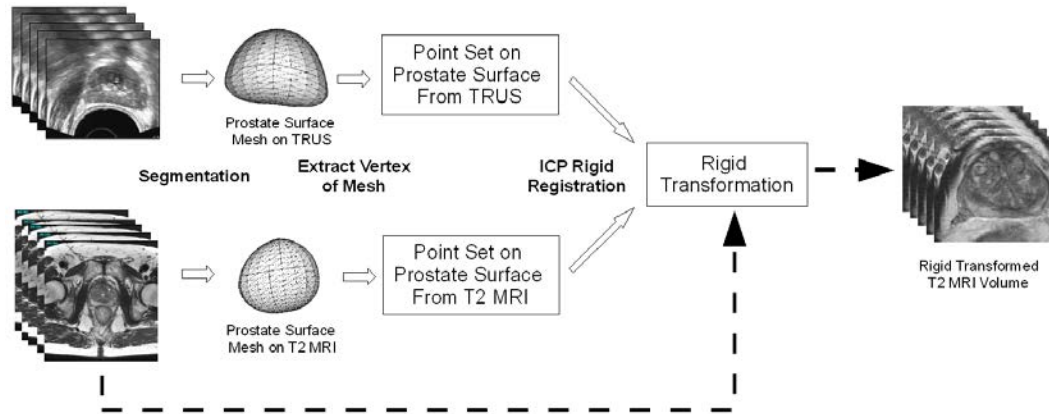 Point Set on
Prostate Surface
From TRUS
Prostate Surface
Mesh on TRUS
Segmentation
Extract Vertex
of Mesh
ICP Rigid
Registration
Rigid
Transformation
Point Set on
Prostate Surface
From T2 MRI
Prostate Surface
Mesh on T2 MRI
Rigid Transformed
T2 MRI Volume